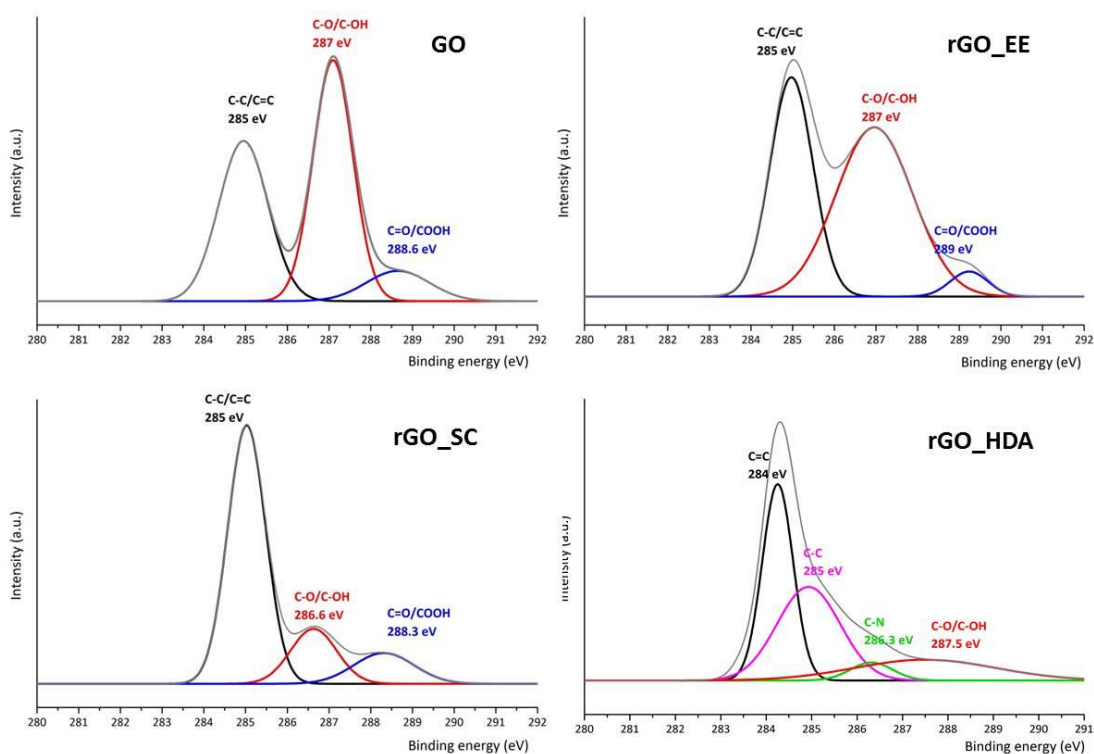 GO
C-O/C-OH
287 eV
C-C/C=C
285 eV
C=O/COOH
288.6 eV
Intensity (a.u.)
280 281 282 283 284 285 286 287 288 289 290 291 292
Binding energy (eV)
rGO_EE
C-C/C=C
285 eV
C-O/C-OH
287 eV
C=O/COOH
289 eV
Intensity (a.u.)
280 281 282 283 284 285 286 287 288 289 290 291 292
Binding energy (eV)
rGO_SC
C-C/C=C
285 eV
C-O/C-OH
286.6 eV
C=O/COOH
288.3 eV
Intensity (a.u.)
280 281 282 283 284 285 286 287 288 289 290 291 292
Binding energy (eV)
rGO_HDA
C=C
284 eV
C-C
285 eV
C-N
286.3 eV
C-O/C-OH
287.5 eV
Intensity (a.u.)
280 281 282 283 284 285 286 287 288 289 290 291
Binding energy (eV)